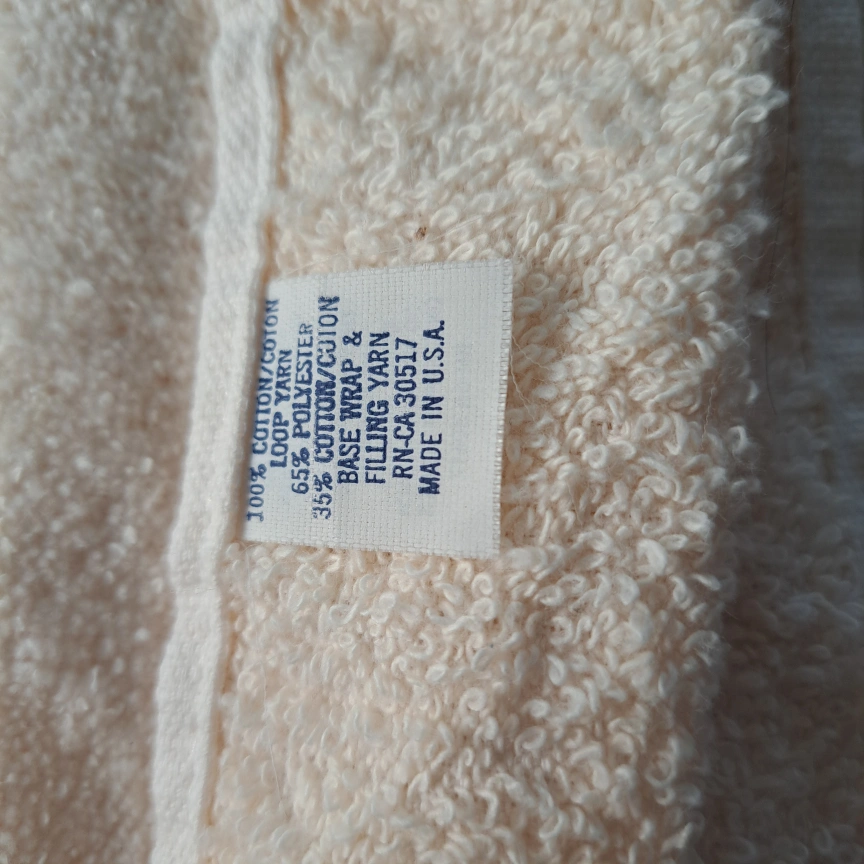 100% COTTON/COTON
LOOP YARN
65% POLYESTER
35% COTTON/COTON
BASE WRAP &
FILLING YARN
RN-CA 30517
MADE IN U.S.A.